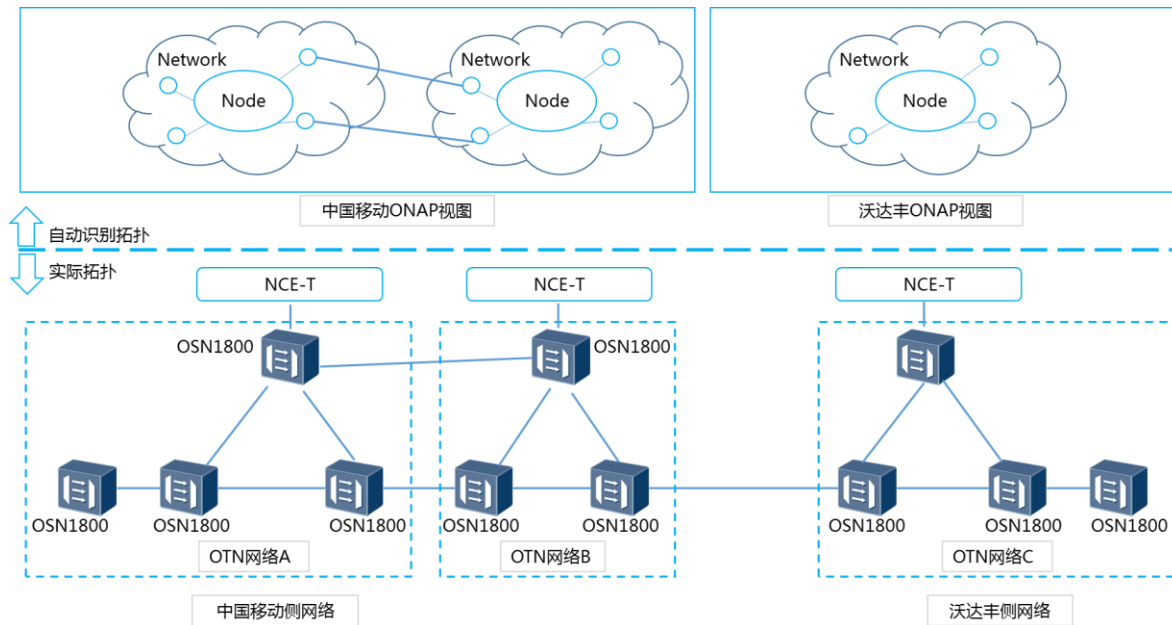 Network
Node
Network
Node
Network
Node
中国移动ONAP视图
沃达丰ONAP视图
自动识别拓扑
实际拓扑
NCE-T
NCE-T
NCE-T
OSN1800
OSN1800
OSN1800
OSN1800
OSN1800
OSN1800
OSN1800
OSN1800
OSN1800
OSN1800
OTN网络A
OTN网络B
OTN网络C
中国移动侧网络
沃达丰侧网络